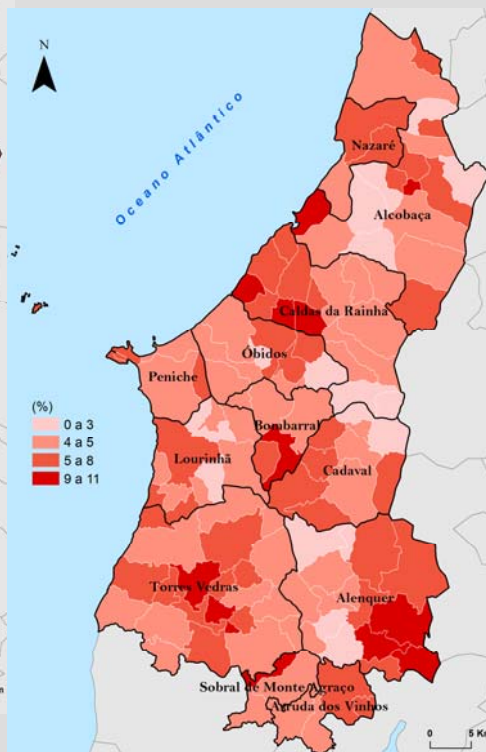 N
Oceano Atlântico
Nazaré
Alcobaça
Caldas da Rainha
Óbidos
Peniche
(%)
0 a 3
4 a 5
5 a 8
9 a 11
Bombarral
Lourinhã
Cadaval
Torres Vedras
Alenquer
Sobral de Monte Agraço
Arruda dos Vinhos
0 5 K